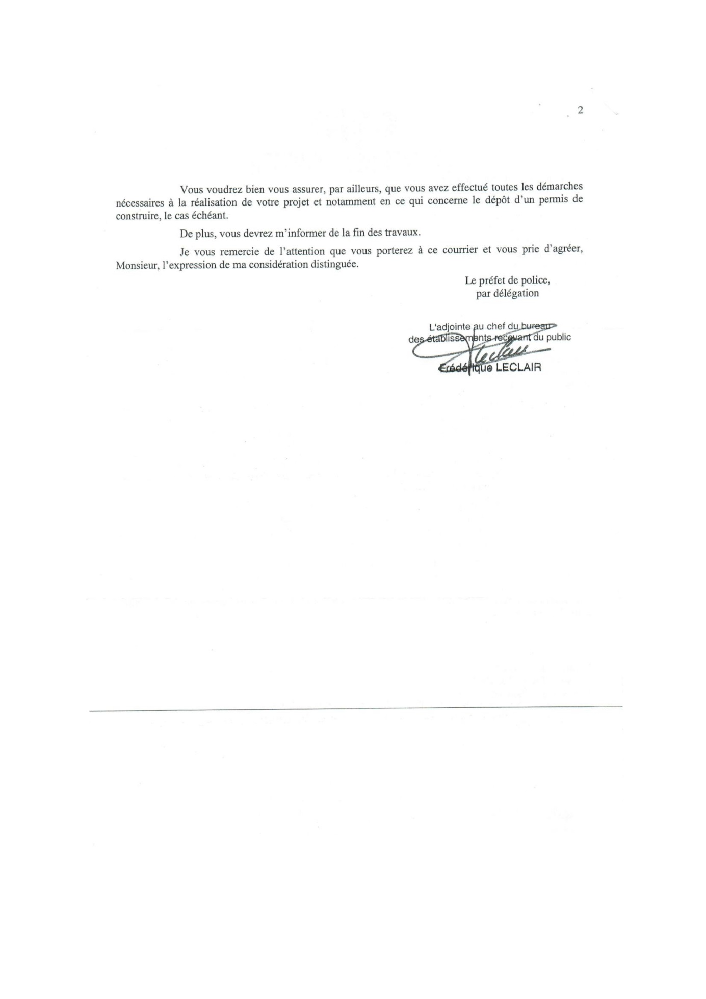 2
Vous voudrez bien vous assurer, par ailleurs, que vous avez effectué toutes les démarches
nécessaires à la réalisation de votre projet et notamment en ce qui concerne le dépôt d'un permis de
construire, le cas échéant.
De plus, vous devrez m'informer de la fin des travaux.
Je vous remercie de l'attention que vous porterez à ce courrier et vous prie d'agréer,
Monsieur, l'expression de ma considération distinguée.
Le préfet de police,
par délégation
L'adjointe au chef du bureau
des établissements recevant du public
Leclair
Frédérique LECLAIR